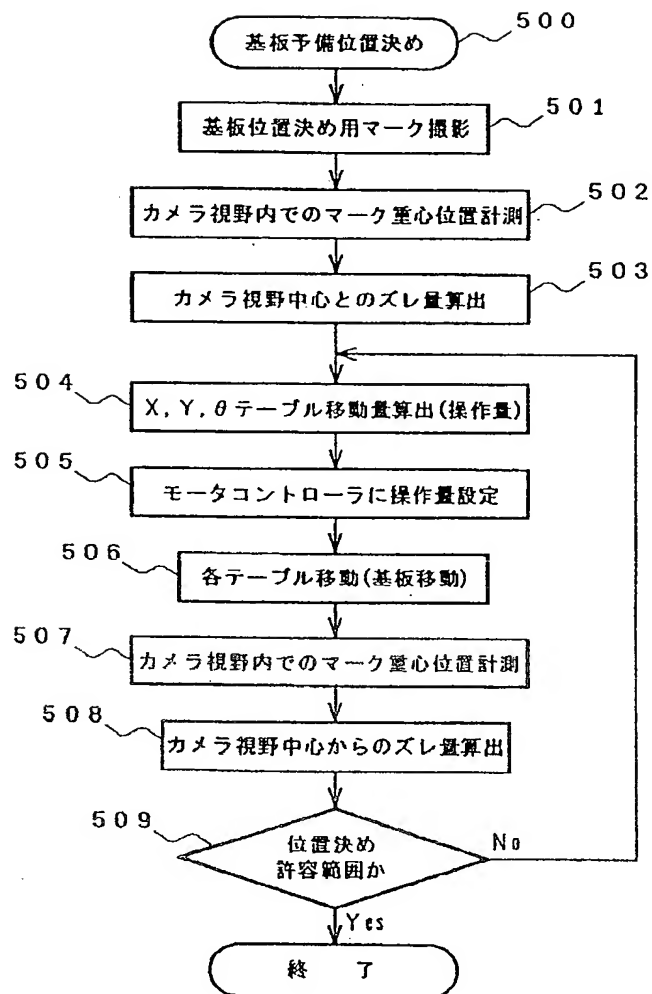 基板予備位置決め
500
基板位置決め用マーク撮影
501
カメラ視野内でのマーク重心位置計測
502
カメラ視野中心とのズレ量算出
503
504
X, Y, θテーブル移動量算出(操作量)
505
モータコントローラに操作量設定
506
各テーブル移動(基板移動)
507
カメラ視野内でのマーク重心位置計測
508
カメラ視野中心からのズレ量算出
509
位置決め
許容範囲か
No
Yes
終 了